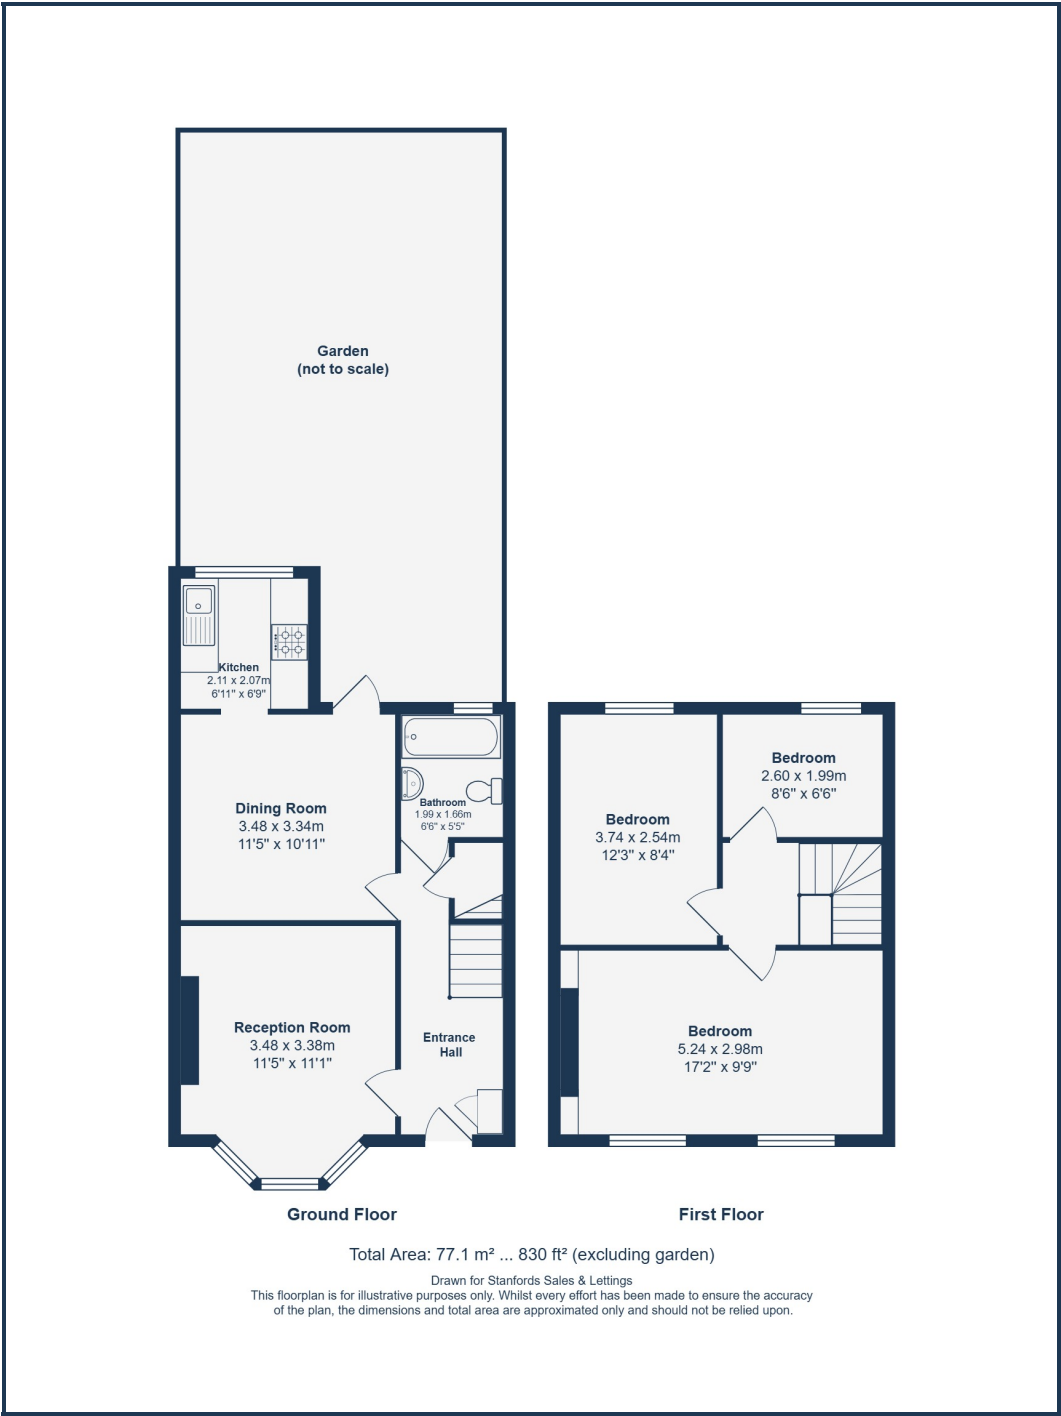 Garden
(not to scale)
Kitchen
2.11 x 2.07m
6'11" x 6'9"
Dining Room
3.48 x 3.34m
11'5" x 10'11"
Bathroom
1.99 x 1.66m
6'6" x 5'5"
Reception Room
3.48 x 3.38m
11'5" x 11'1"
Entrance
Hall
Bedroom
3.74 x 2.54m
12'3" x 8'4"
Bedroom
2.60 x 1.99m
8'6" x 6'6"
Bedroom
5.24 x 2.98m
17'2" x 9'9"
Ground Floor
First Floor
Total Area: 77.1 m² ... 830 ft² (excluding garden)
Drawn for Stanfords Sales & Lettings
This floorplan is for illustrative purposes only. Whilst every effort has been made to ensure the accuracy
of the plan, the dimensions and total area are approximated only and should not be relied upon.